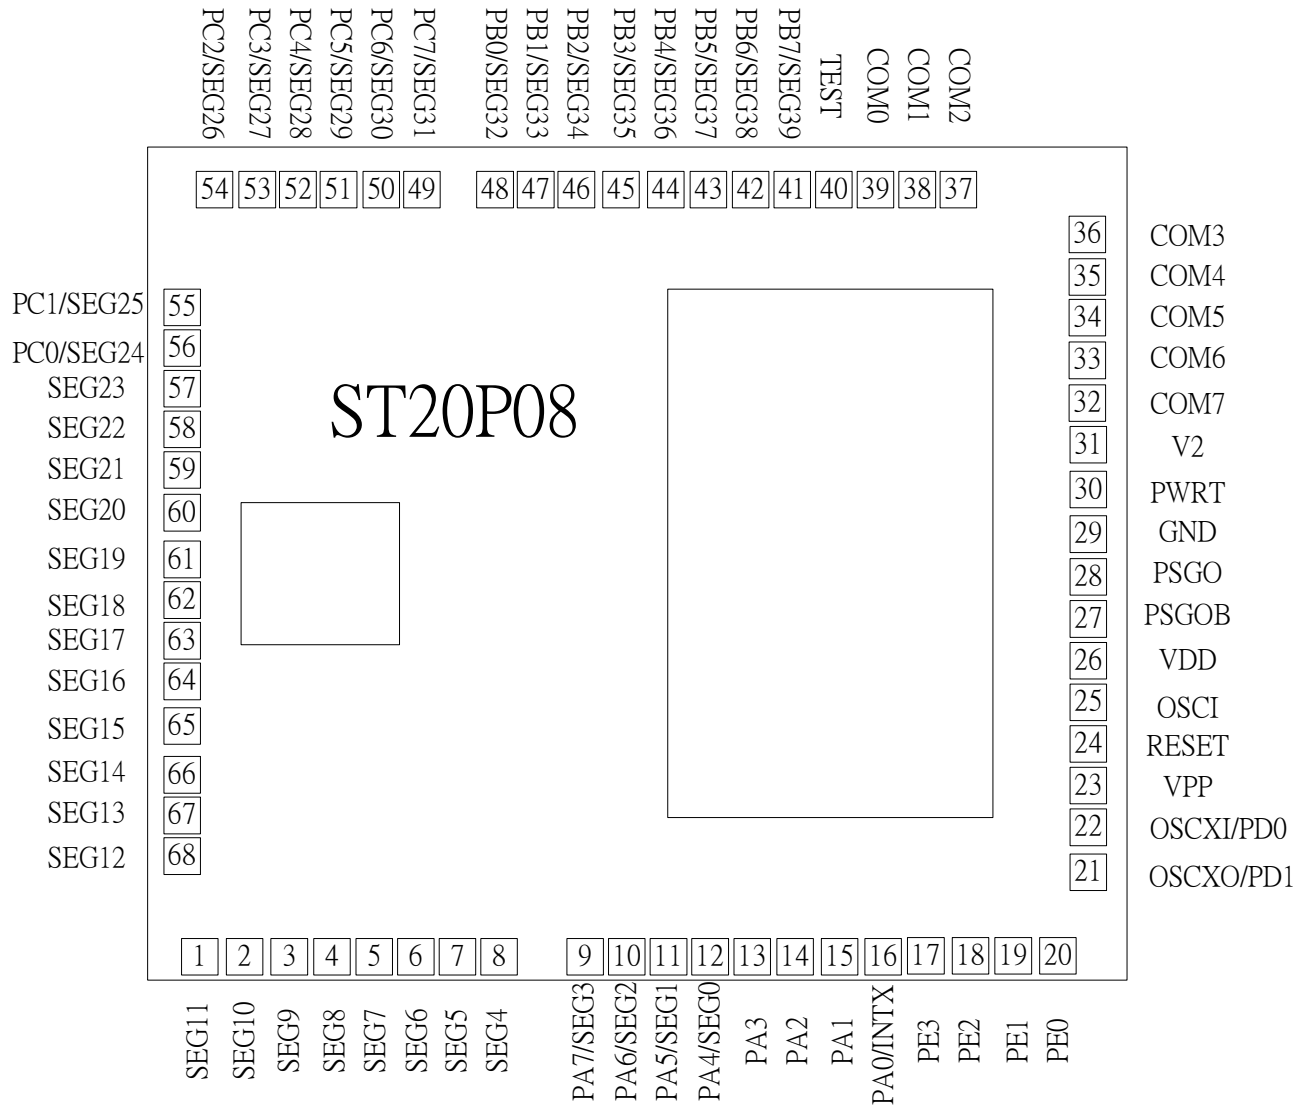 PC2/SEG26
PC3/SEG27
PC4/SEG28
PC5/SEG29
PC6/SEG30
PC7/SEG31
PB0/SEG32
PB1/SEG33
PB2/SEG34
PB3/SEG35
PB4/SEG36
PB5/SEG37
PB6/SEG38
PB7/SEG39
TEST
COM0
COM1
COM2
54
53
52
51
50
49
48
47
46
45
44
43
42
41
40
39
38
37
36 COM3
35 COM4
34 COM5
33 COM6
32 COM7
31 V2
30 PWRT
29 GND
28 PSGO
27 PSGOB
26 VDD
25 OSCI
24 RESET
23 VPP
22 OSCXI/PD0
21 OSCXO/PD1
PC1/SEG25 55
PC0/SEG24 56
SEG23 57
SEG22 58
SEG21 59
SEG20 60
SEG19 61
SEG18 62
SEG17 63
SEG16 64
SEG15 65
SEG14 66
SEG13 67
SEG12 68
ST20P08
1
2
3
4
5
6
7
8
9
10
11
12
13
14
15
16
17
18
19
20
SEG11
SEG10
SEG9
SEG8
SEG7
SEG6
SEG5
SEG4
PA7/SEG3
PA6/SEG2
PA5/SEG1
PA4/SEG0
PA3
PA2
PA1
PA0/INTX
PE3
PE2
PE1
PE0